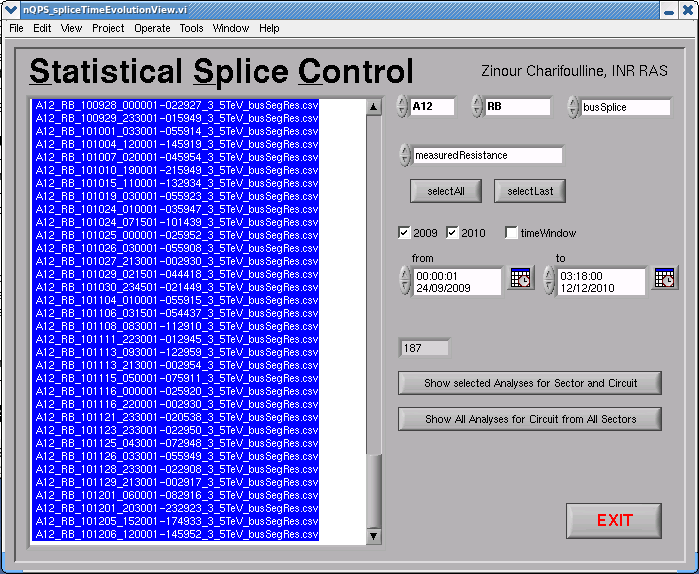 nQPS_spliceTimeEvolutionView.vi
File Edit View Project Operate Tools Window Help
Statistical Splice Control
Zinour Charifoulline, INR RAS
A12_RB_100928_000001-022927_3_5TeV_busSegRes.csv
A12_RB_100929_233001-015949_3_5TeV_busSegRes.csv
A12_RB_101001_033001-055914_3_5TeV_busSegRes.csv
A12_RB_101004_120001-145919_3_5TeV_busSegRes.csv
A12_RB_101007_020001-045954_3_5TeV_busSegRes.csv
A12_RB_101010_190001-215949_3_5TeV_busSegRes.csv
A12_RB_101015_110001-132934_3_5TeV_busSegRes.csv
A12_RB_101019_030001-055923_3_5TeV_busSegRes.csv
A12_RB_101024_010001-035947_3_5TeV_busSegRes.csv
A12_RB_101024_071501-101439_3_5TeV_busSegRes.csv
A12_RB_101025_000001-025952_3_5TeV_busSegRes.csv
A12_RB_101026_030001-055908_3_5TeV_busSegRes.csv
A12_RB_101027_213001-002930_3_5TeV_busSegRes.csv
A12_RB_101029_021501-044418_3_5TeV_busSegRes.csv
A12_RB_101030_234501-021449_3_5TeV_busSegRes.csv
A12_RB_101104_010001-055915_3_5TeV_busSegRes.csv
A12_RB_101106_031501-054437_3_5TeV_busSegRes.csv
A12_RB_101108_083001-112910_3_5TeV_busSegRes.csv
A12_RB_101111_223001-012945_3_5TeV_busSegRes.csv
A12_RB_101113_093001-122959_3_5TeV_busSegRes.csv
A12_RB_101113_213001-002954_3_5TeV_busSegRes.csv
A12_RB_101115_050001-075911_3_5TeV_busSegRes.csv
A12_RB_101116_000001-025920_3_5TeV_busSegRes.csv
A12_RB_101116_220001-002930_3_5TeV_busSegRes.csv
A12_RB_101121_233001-020538_3_5TeV_busSegRes.csv
A12_RB_101123_233001-022950_3_5TeV_busSegRes.csv
A12_RB_101125_043001-072948_3_5TeV_busSegRes.csv
A12_RB_101126_033001-055949_3_5TeV_busSegRes.csv
A12_RB_101128_233001-022908_3_5TeV_busSegRes.csv
A12_RB_101129_213001-002917_3_5TeV_busSegRes.csv
A12_RB_101201_060001-082916_3_5TeV_busSegRes.csv
A12_RB_101201_203001-232923_3_5TeV_busSegRes.csv
A12_RB_101205_152001-174933_3_5TeV_busSegRes.csv
A12_RB_101206_120001-145952_3_5TeV_busSegRes.csv
A12 RB busSplice
measuredResistance
selectAll selectLast
2009 2010 timeWindow
from to
00:00:01 03:18:00
24/09/2009 12/12/2010
187
Show selected Analyses for Sector and Circuit
Show All Analyses for Circuit from All Sectors
EXIT